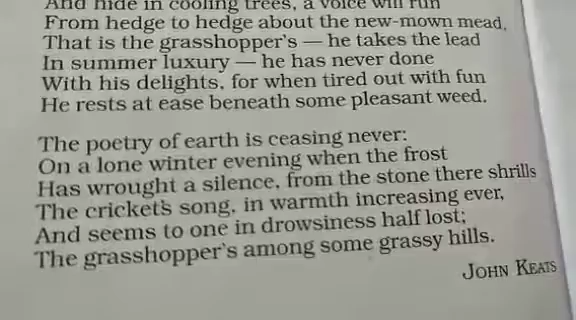 And hide in cooling trees, a voice will run
From hedge to hedge about the new-mown mead,
That is the grasshopper's — he takes the lead
In summer luxury — he has never done
With his delights, for when tired out with fun
He rests at ease beneath some pleasant weed.
The poetry of earth is ceasing never:
On a lone winter evening when the frost
Has wrought a silence, from the stone there shrills
The cricket's song, in warmth increasing ever,
And seems to one in drowsiness half lost;
The grasshopper's among some grassy hills.
JOHN KEATS